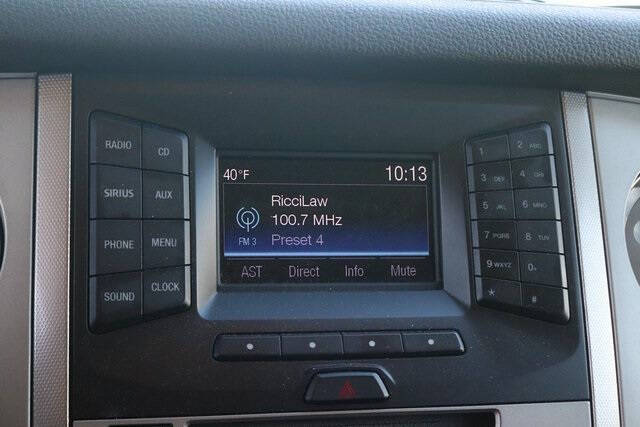 RADIO CD
SIRIUS AUX
PHONE MENU
SOUND CLOCK
40°F 10:13
RicciLaw
100.7 MHz
FM 3 Preset 4
AST Direct Info Mute
1 2 ABC
3 DEF 4 GHI
5 JKL 6 MNO
7 PQRS 8 TUV
9 WXYZ 0+
* #